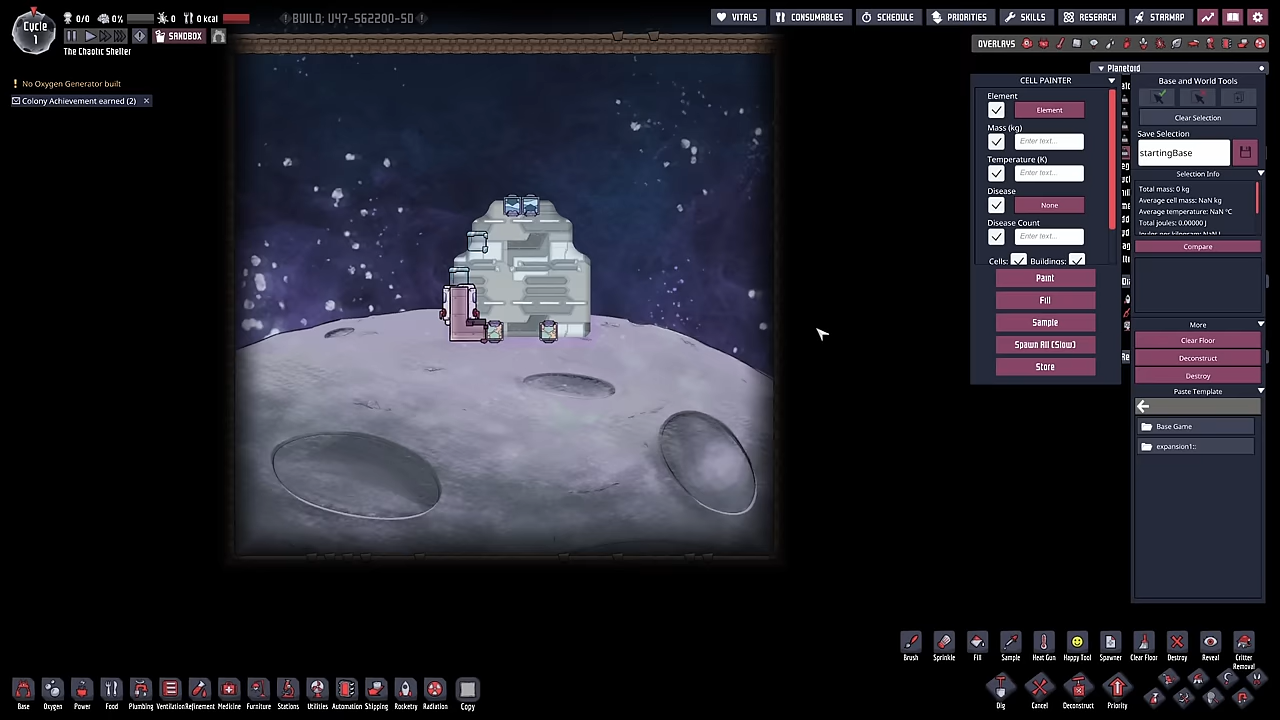 Cycle 1
0/0
0%
0
0 kcal
BUILD: U47-562200-SD
VITALS
CONSUMABLES
SCHEDULE
PRIORITIES
SKILLS
RESEARCH
STARMAP
SANDBOX
The Chaotic Shelter
No Oxygen Generator built
Colony Achievement earned (2)
OVERLAYS
Planetoid
CELL PAINTER
Element
Element
Mass (kg)
Enter text...
Temperature (K)
Enter text...
Disease
None
Disease Count
Enter text...
Cells:
Buildings:
Paint
Fill
Sample
Spawn All (Slow)
Store
Base and World Tools
Clear Selection
Save Selection
startingBase
Selection Info
Total mass: 0 kg
Average cell mass: NaN kg
Average temperature: NaN °C
Total Joules: 0.00000 J
Joules per kilogram: NaN J
Compare
More
Clear Floor
Deconstruct
Destroy
Paste Template
Base Game
expansion1::
Brush
Sprinkle
Fill
Sample
Heat Gun
Happy Tool
Spawner
Clear Floor
Destroy
Reveal
Critter Removal
Base
Oxygen
Power
Food
Plumbing
Ventilation
Refinement
Medicine
Furniture
Stations
Utilities
Automation
Shipping
Rocketry
Radiation
Copy
Dig
Cancel
Deconstruct
Priority